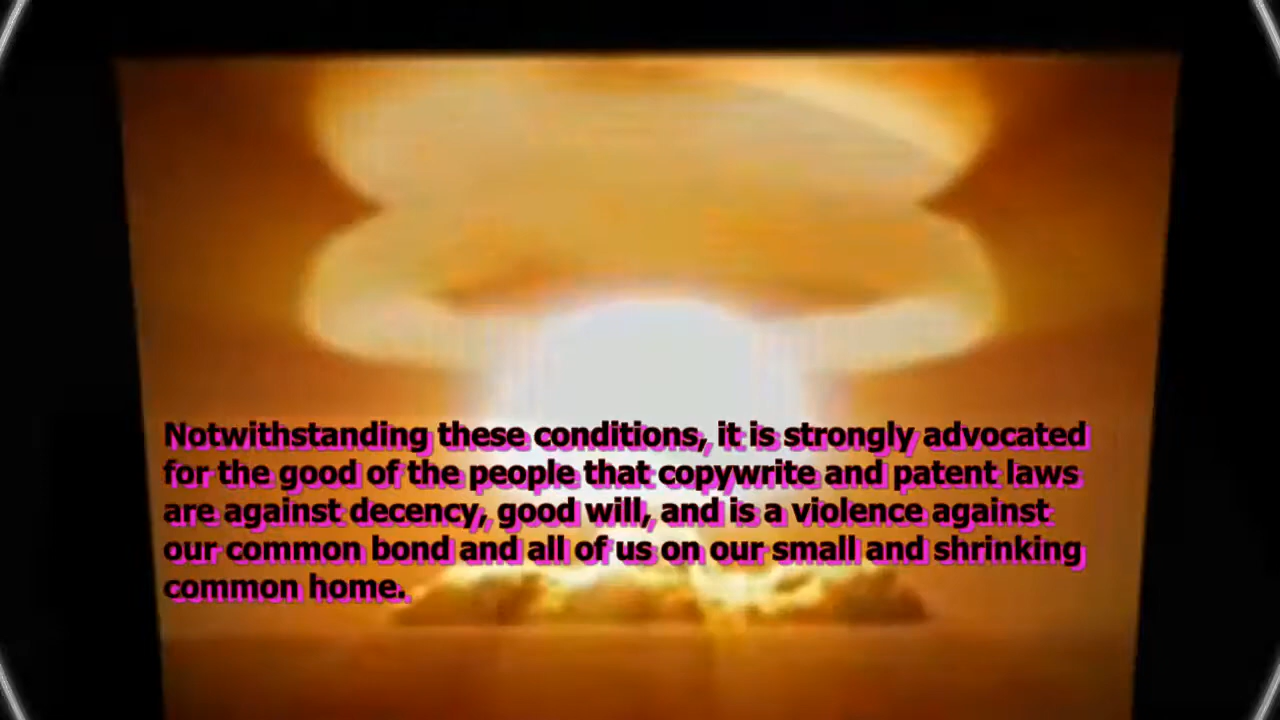 Notwithstanding these conditions, it is strongly advocated
for the good of the people that copywrite and patent laws
are against decency, good will, and is a violence against
our common bond and all of us on our small and shrinking
common home.